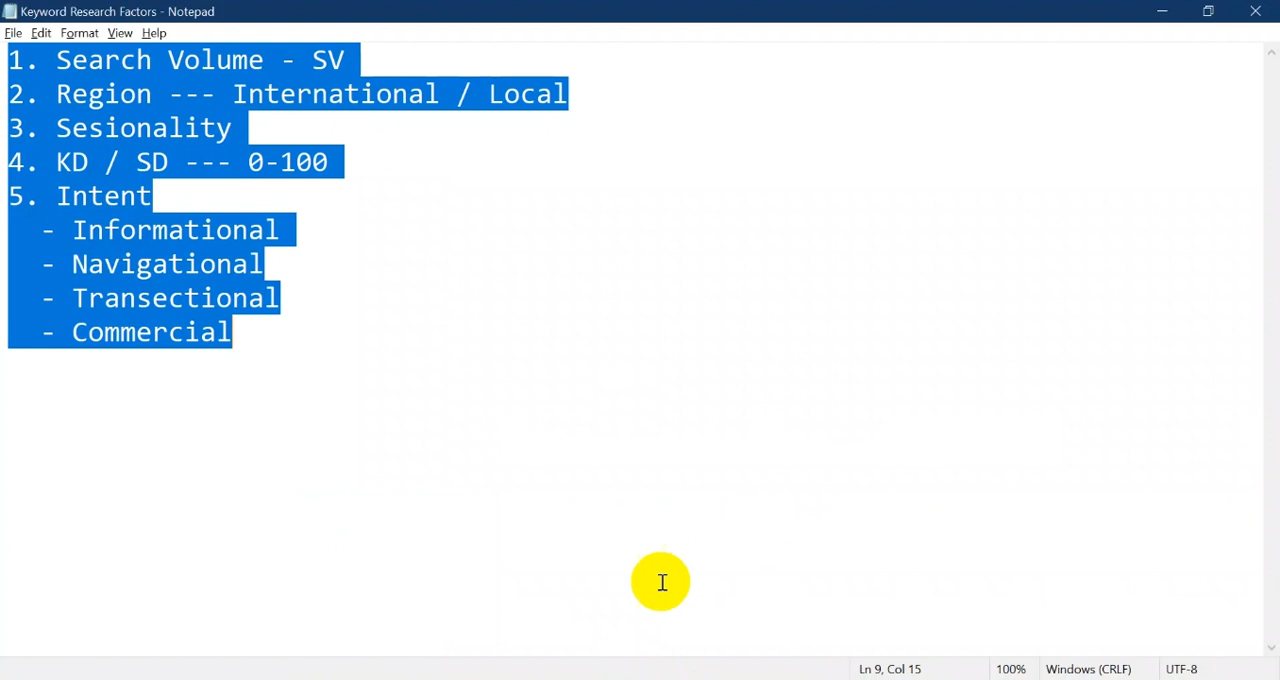 Keyword Research Factors - Notepad
File Edit Format View Help
1. Search Volume - SV
2. Region --- International / Local
3. Sesionality
4. KD / SD --- 0-100
5. Intent
- Informational
- Navigational
- Transectional
- Commercial
Ln 9, Col 15 100% Windows (CRLF) UTF-8